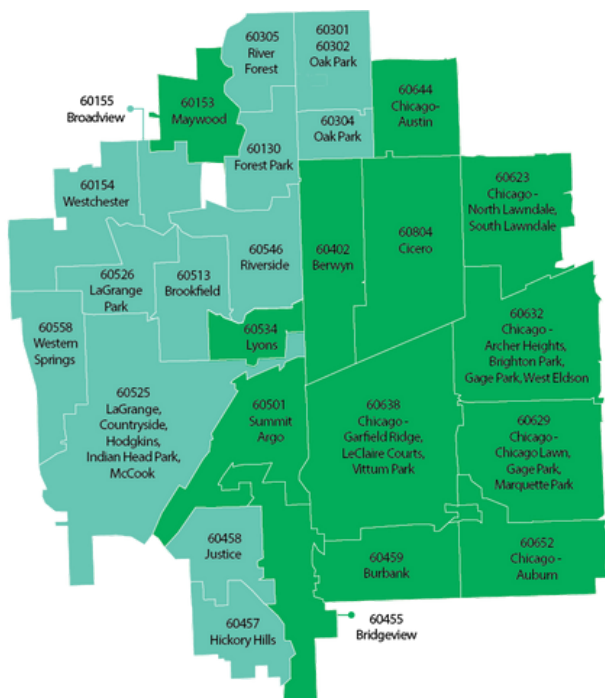 60305
River
Forest
60301
60302
Oak Park
60155
Broadview
60153
Maywood
60644
Chicago-
Austin
60304
Oak Park
60130
Forest Park
60154
Westchester
60623
Chicago -
North Lawndale,
South Lawndale
60546
Riverside
60402
Berwyn
60804
Cicero
60526
LaGrange
Park
60513
Brookfield
60558
Western
Springs
60534
Lyons
60632
Chicago -
Archer Heights,
Brighton Park,
Gage Park, West Eldson
60525
LaGrange,
Countryside,
Hodgkins,
Indian Head Park,
McCook
60501
Summit
Argo
60638
Chicago -
Garfield Ridge,
LeClaire Courts,
Vittum Park
60629
Chicago-
Chicago Lawn,
Gage Park,
Marquette Park
60458
Justice
60459
Burbank
60652
Chicago -
Auburn
60457
Hickory Hills
60455
Bridgeview